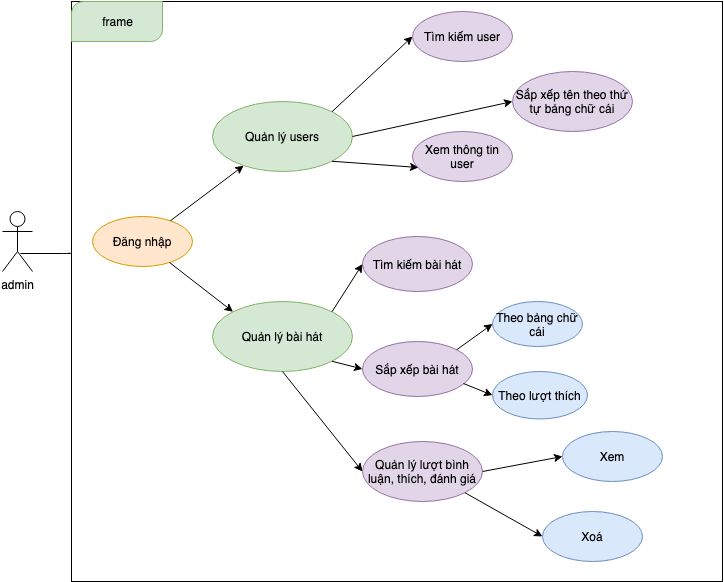 frame
Tìm kiếm user
Sắp xếp tên theo thứ
tự bảng chữ cái
Quản lý users
Xem thông tin
user
Đăng nhập
admin
Tìm kiếm bài hát
Theo bảng chữ
cái
Quản lý bài hát
Sắp xếp bài hát
Theo lượt thích
Quản lý lượt bình
luận, thích, đánh giá
Xem
Xoá